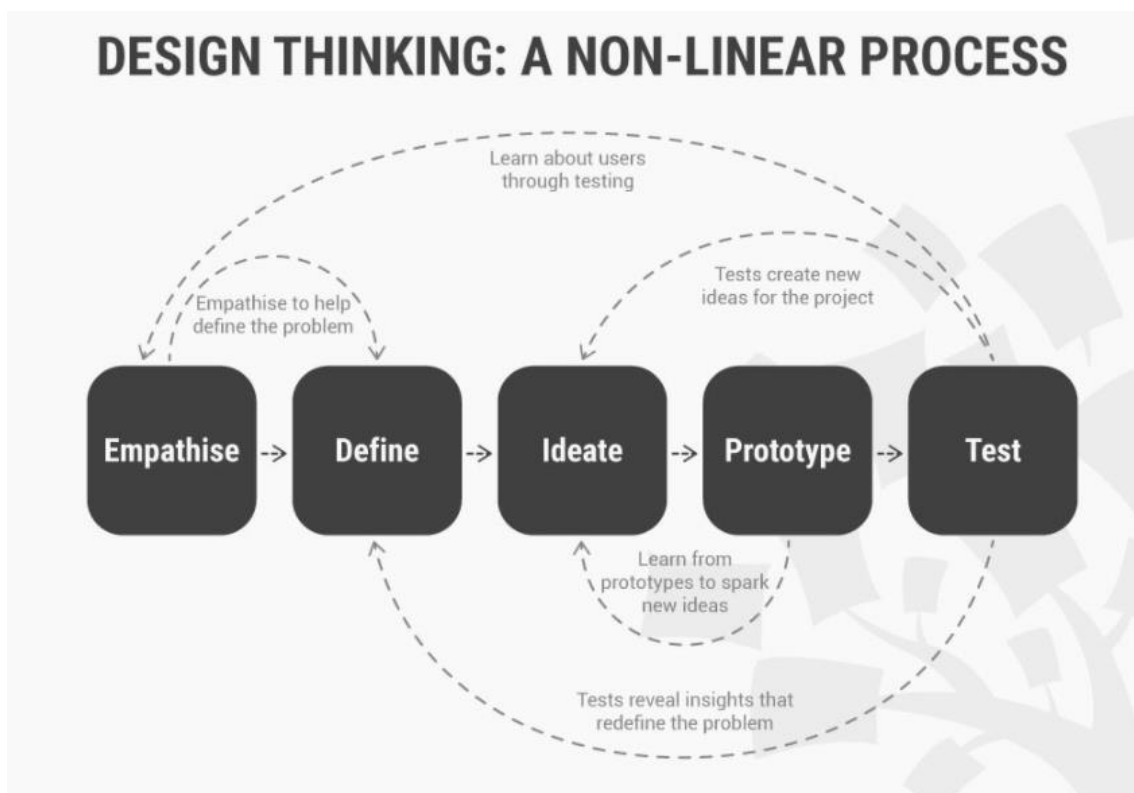 DESIGN THINKING: A NON-LINEAR PROCESS
Learn about users
through testing
Tests create new
ideas for the project
Empathise to help
define the problem
Empathise
Define
Ideate
Prototype
Test
Learn from
prototypes to spark
new ideas
Tests reveal insights that
redefine the problem